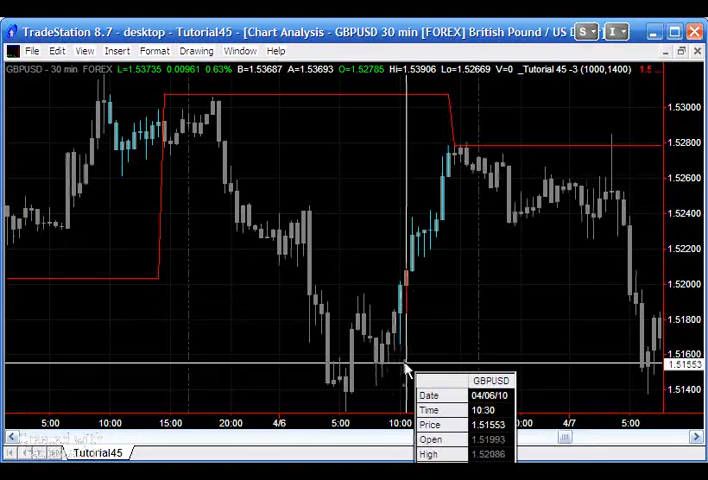 TradeStation 8.7 - desktop - Tutorial45 - [Chart Analysis - GBPUSD 30 min [FOREX] British Pound / US D
S I
File Edit View Insert Format Drawing Window Help
GBPUSD - 30 min FOREX L=1.53735 0.00961 0.63% B=1.53687 A=1.53693 O=1.52785 Hi=1.53906 Lo=1.52669 V=0 _Tutorial 45 -3 (1000,1400) 1.5 ...
1.53000
1.52800
1.52600
1.52400
1.52200
1.52000
1.51800
1.51600
1.51553
1.51400
GBPUSD
Date 04/06/10
Time 10:30
Price 1.51553
Open 1.51993
High 1.52086
5:00 10:00 15:00 20:00 4/6 5:00 10:00 4/7 5:00
Tutorial45